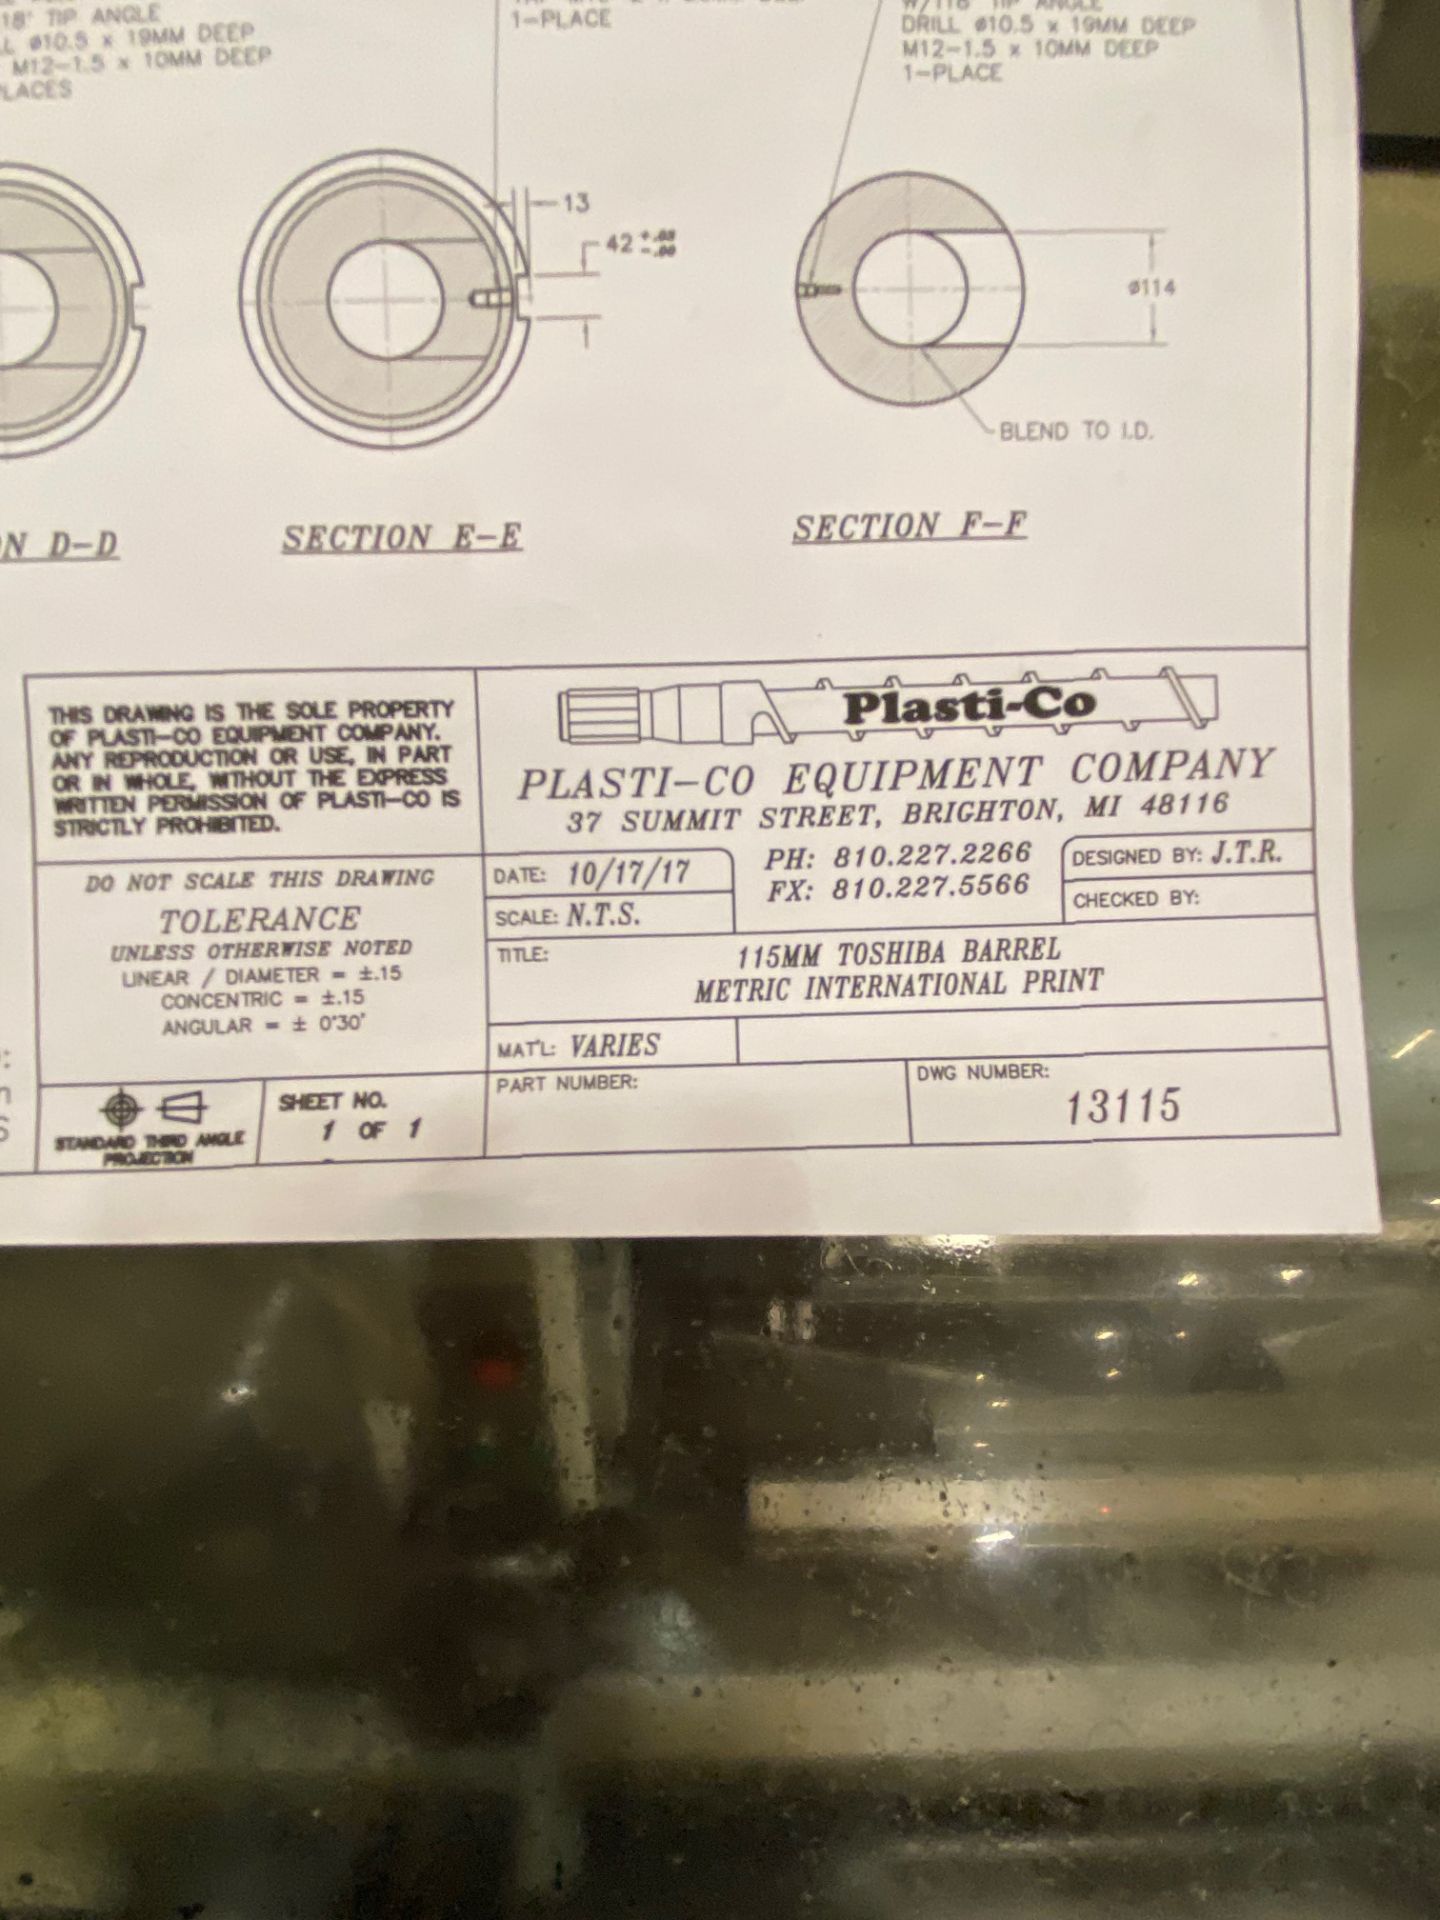 18° TIP ANGLE
Ø10.5 x 19MM DEEP
M12-1.5 x 10MM DEEP
1-PLACE
TIP ANGLE
DRILL Ø10.5 x 19MM DEEP
M12-1.5 x 10MM DEEP
1-PLACE
13
42
Ø114
BLEND TO I.D.
D-D
SECTION E-E
SECTION F-F
THIS DRAWING IS THE SOLE PROPERTY
OF PLASTI-CO EQUIPMENT COMPANY.
ANY REPRODUCTION OR USE, IN PART
OR IN WHOLE, WITHOUT THE EXPRESS
WRITTEN PERMISSION OF PLASTI-CO IS
STRICTLY PROHIBITED.
Plasti-Co
PLASTI-CO EQUIPMENT COMPANY
37 SUMMIT STREET, BRIGHTON, MI 48116
PH: 810.227.2266
FX: 810.227.5566
DESIGNED BY: J.T.R.
CHECKED BY:
DATE: 10/17/17
SCALE: N.T.S.
DO NOT SCALE THIS DRAWING
TOLERANCE
UNLESS OTHERWISE NOTED
LINEAR / DIAMETER = ±.15
CONCENTRIC = ±.15
ANGULAR = ± 0°30'
TITLE: 115MM TOSHIBA BARREL
METRIC INTERNATIONAL PRINT
MAT'L: VARIES
PART NUMBER:
DWG NUMBER:
13115
STANDARD THIRD ANGLE
PROJECTION
SHEET NO.
1 OF 1